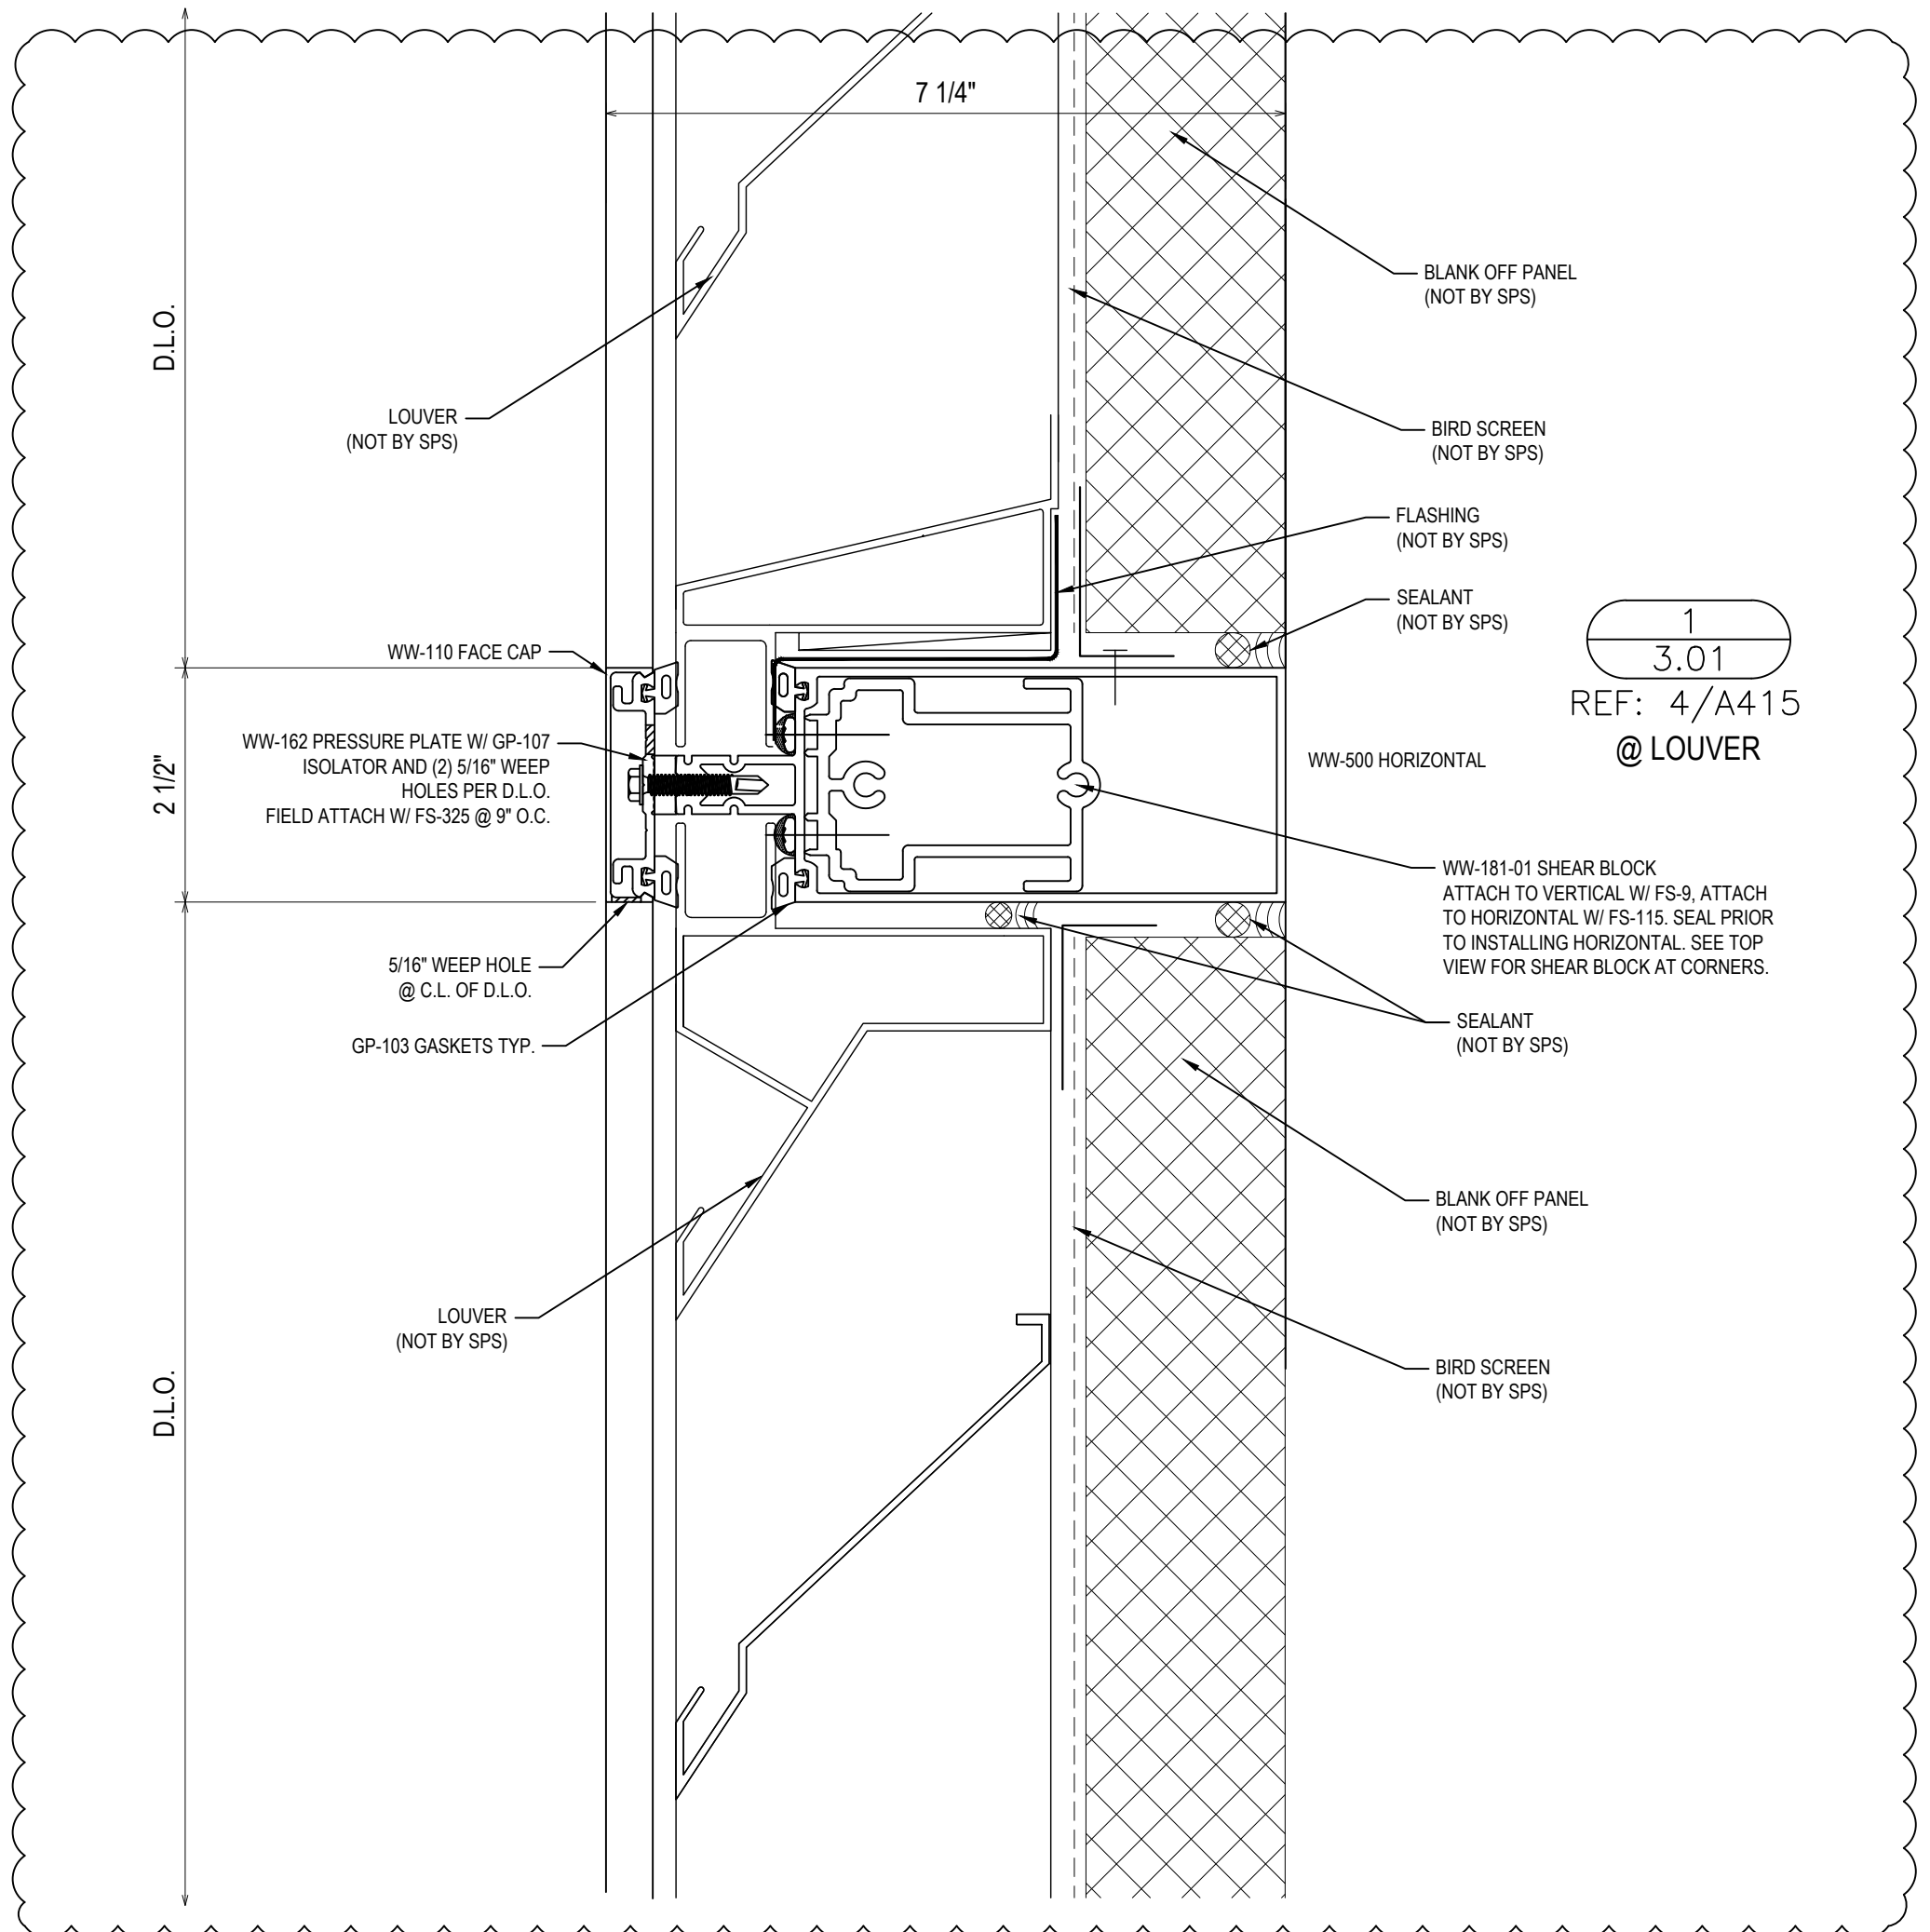 7 1/4"
D.L.O.
LOUVER
(NOT BY SPS)
BLANK OFF PANEL
(NOT BY SPS)
BIRD SCREEN
(NOT BY SPS)
FLASHING
(NOT BY SPS)
SEALANT
(NOT BY SPS)
1
3.01
REF: 4/A415
@ LOUVER
WW-110 FACE CAP
2 1/2"
WW-162 PRESSURE PLATE W/ GP-107
ISOLATOR AND (2) 5/16" WEEP
HOLES PER D.L.O.
FIELD ATTACH W/ FS-325 @ 9" O.C.
WW-500 HORIZONTAL
WW-181-01 SHEAR BLOCK
ATTACH TO VERTICAL W/ FS-9, ATTACH
TO HORIZONTAL W/ FS-115. SEAL PRIOR
TO INSTALLING HORIZONTAL. SEE TOP
VIEW FOR SHEAR BLOCK AT CORNERS.
5/16" WEEP HOLE
@ C.L. OF D.L.O.
GP-103 GASKETS TYP.
SEALANT
(NOT BY SPS)
BLANK OFF PANEL
(NOT BY SPS)
LOUVER
(NOT BY SPS)
BIRD SCREEN
(NOT BY SPS)
D.L.O.